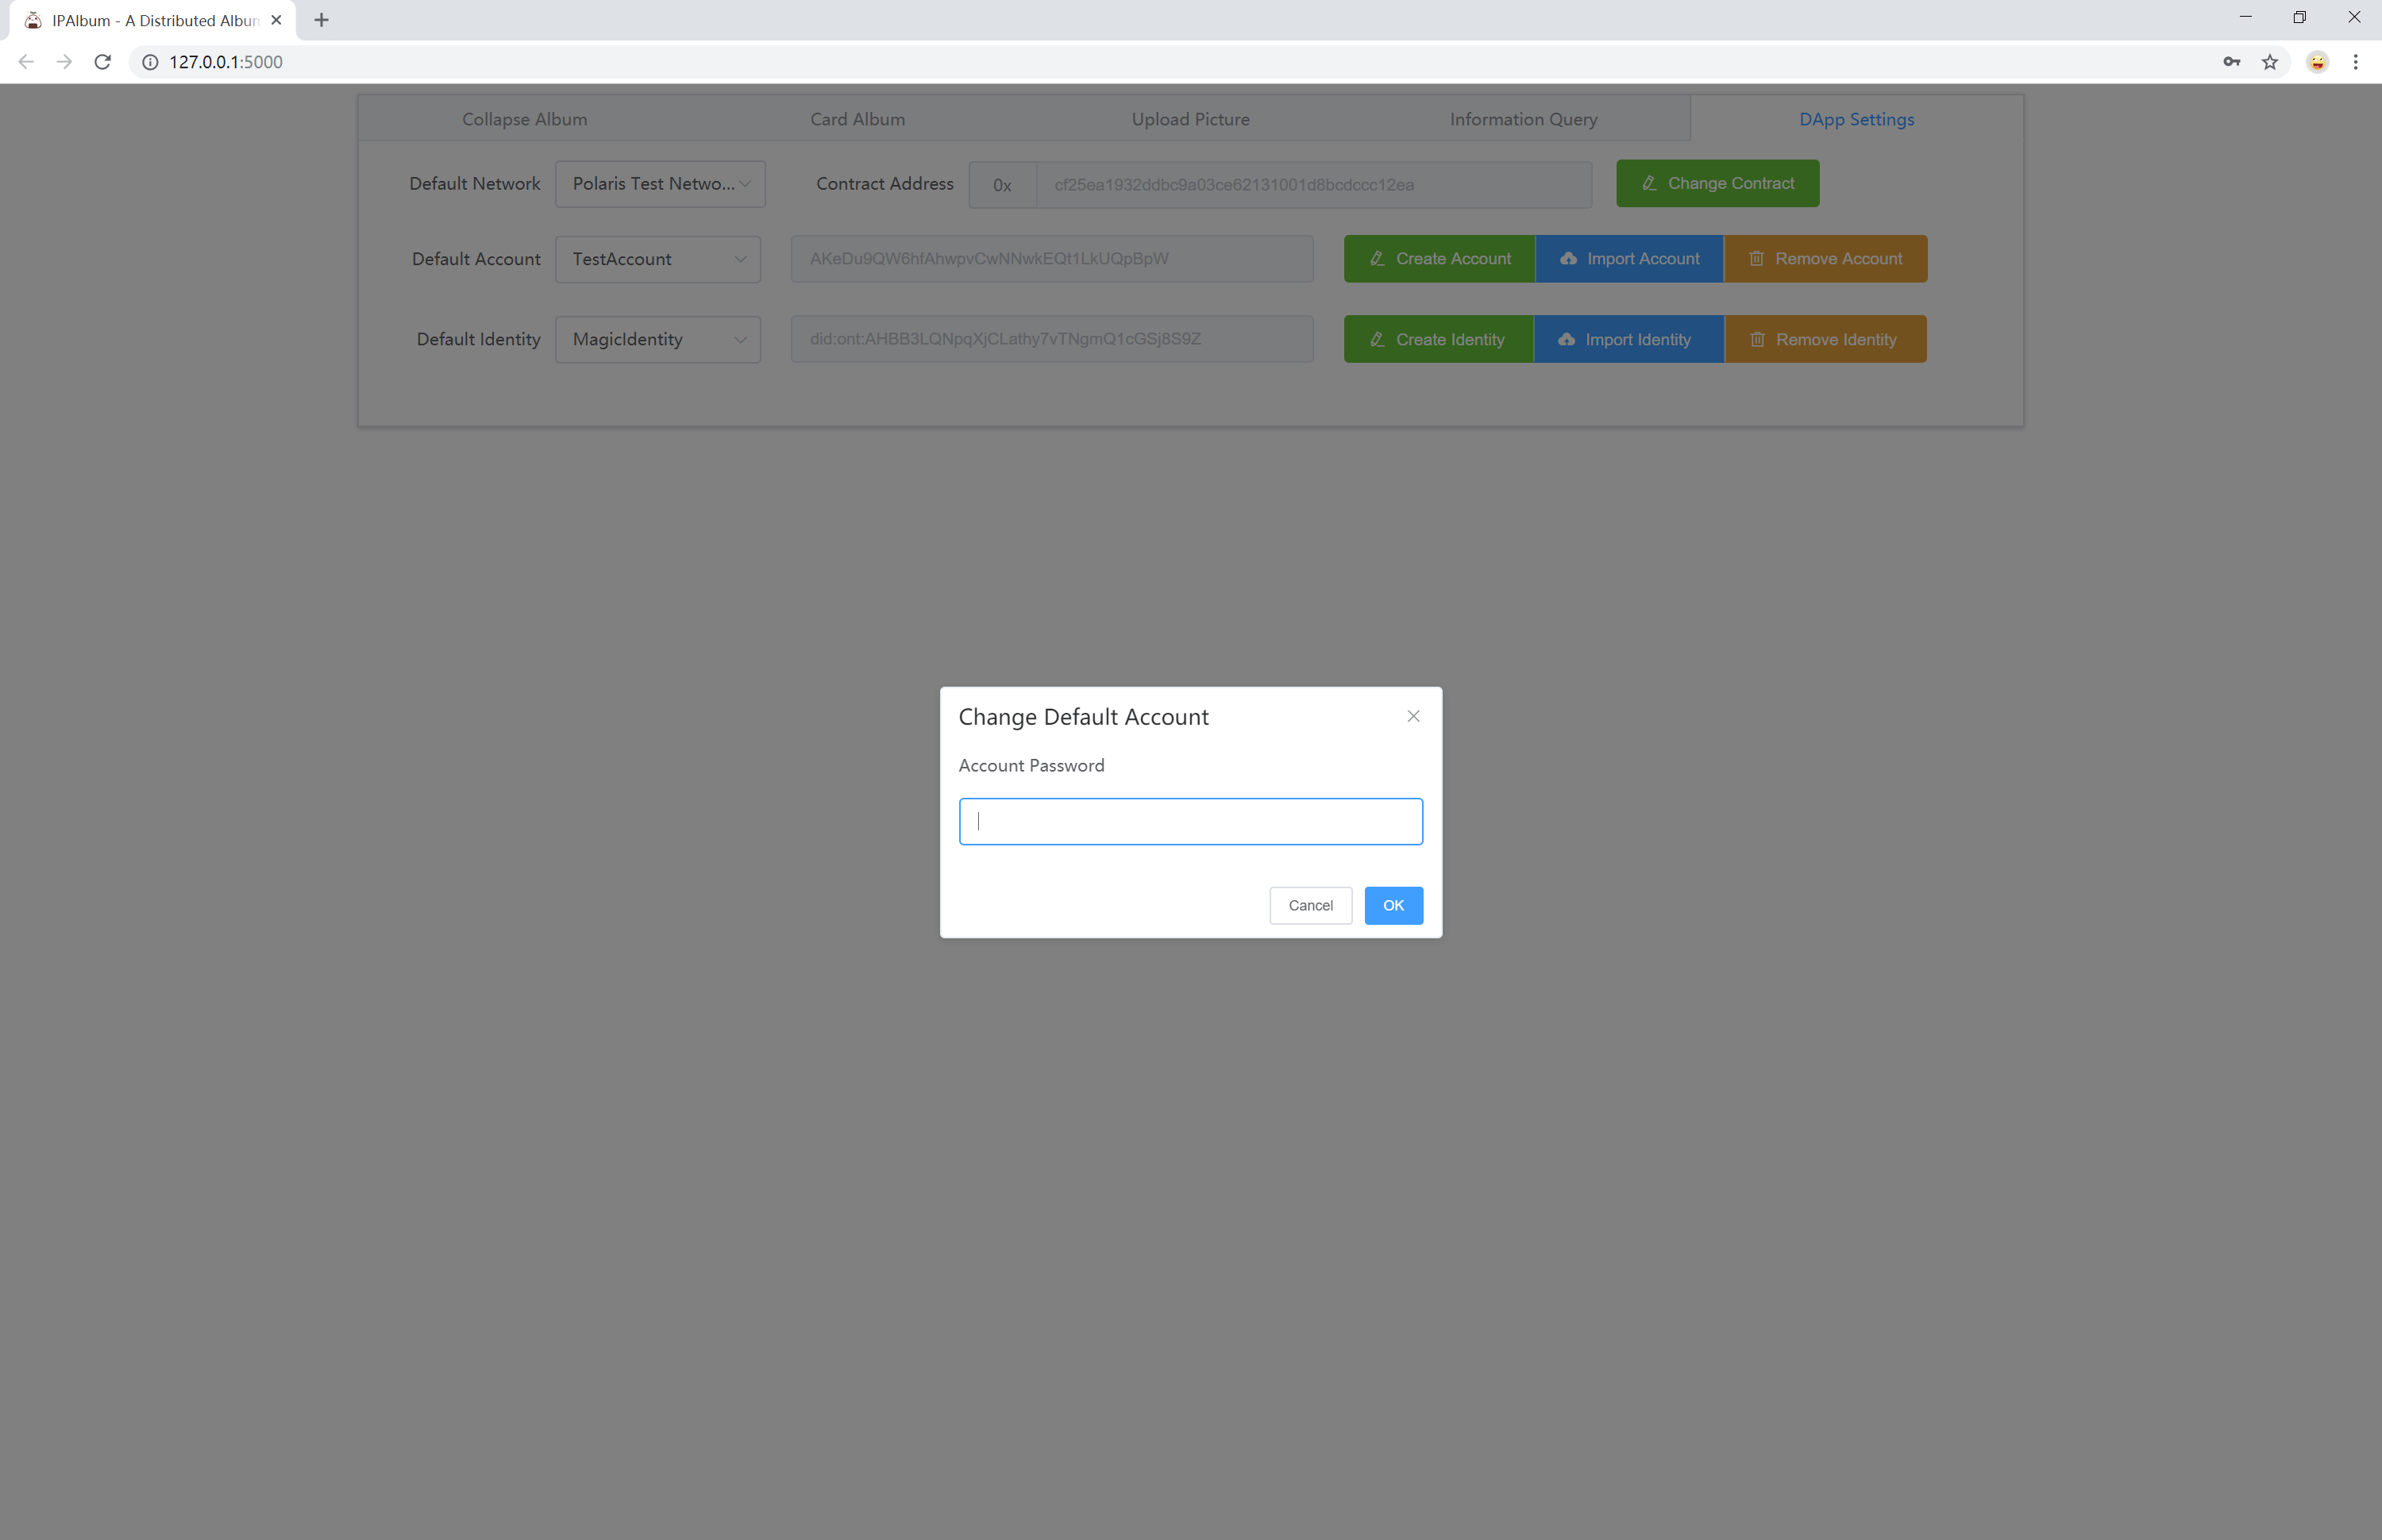 IPAlbum - A Distributed Album
127.0.0.1:5000
Collapse Album Card Album Upload Picture Information Query DApp Settings
Default Network Polaris Test Netwo... Contract Address 0x cf25ea1932ddbc9a03ce62131001d8bcdccc12ea Change Contract
Default Account TestAccount AKeDu9QW6hfAhwpvCwNNwkEQt1LkUQpBpW Create Account Import Account Remove Account
Default Identity MagicIdentity did:ont:AHBB3LQNpqXjCLathy7vTNgmQ1cGSj8S9Z Create Identity Import Identity Remove Identity
Change Default Account
Account Password
Cancel OK